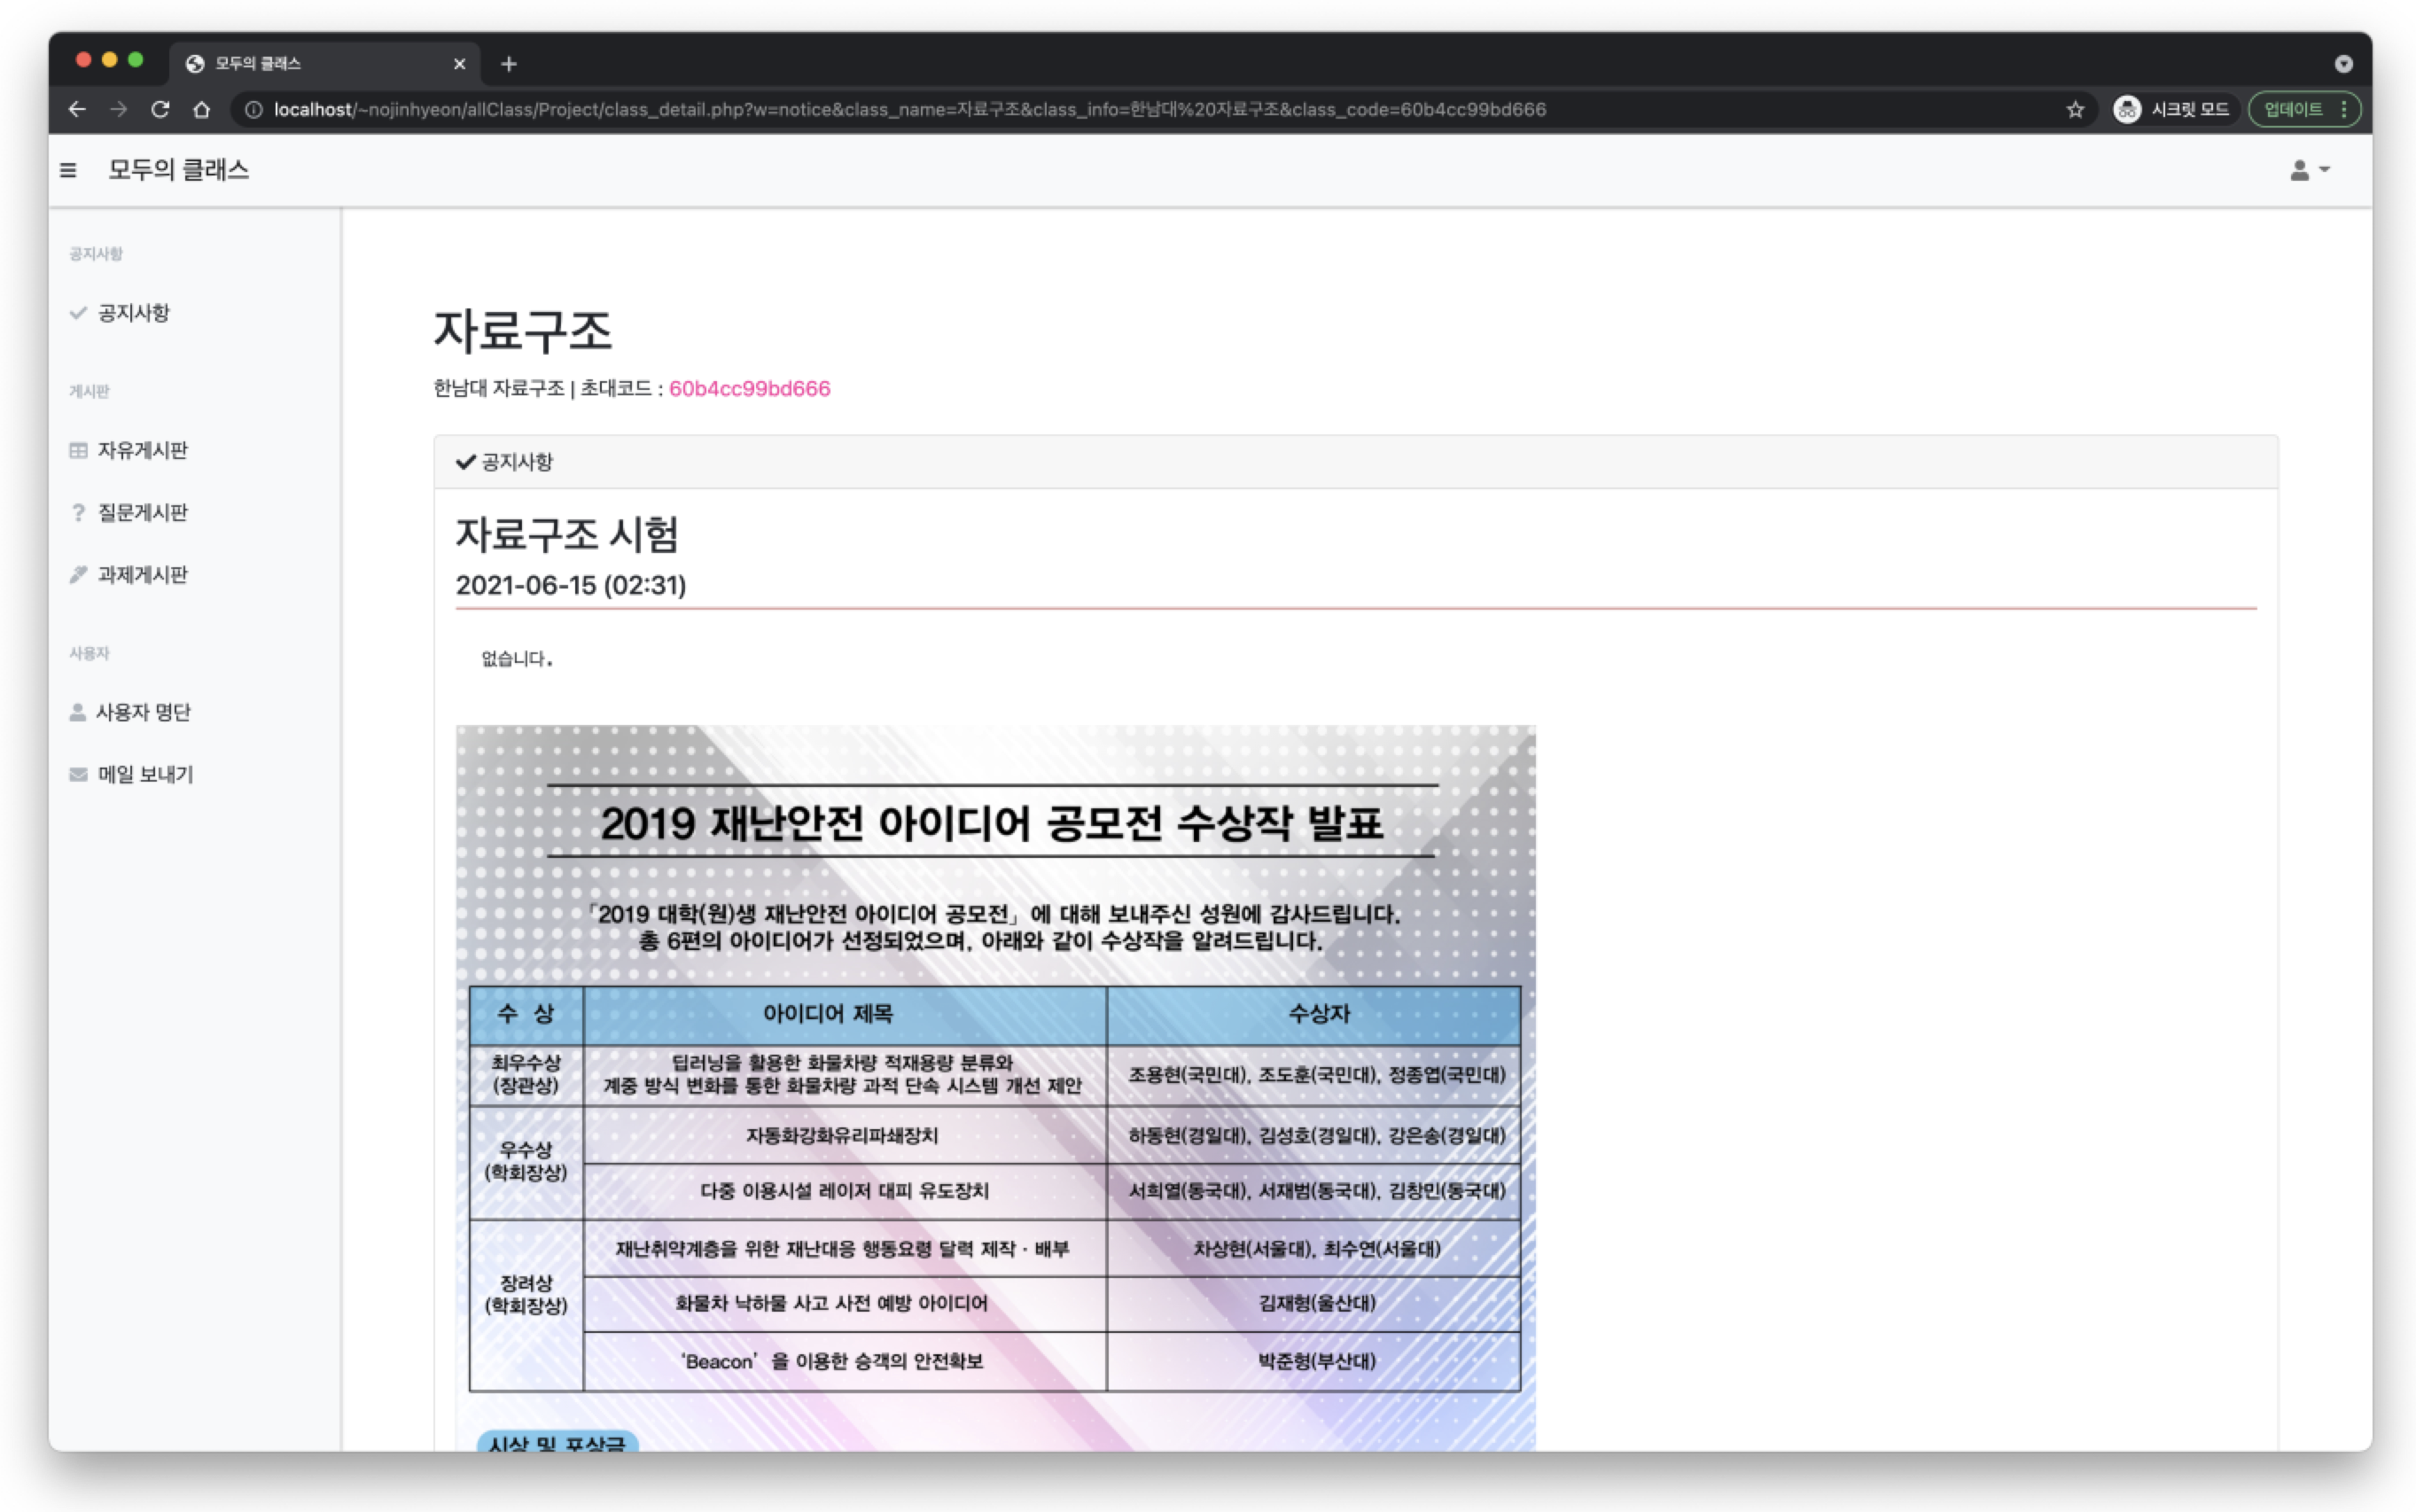 모두의 클래스
localhost/~nojinhyeon/allClass/Project/class_detail.php?w=notice&class_name=자료구조&class_info=한남대%20자료구조&class_code=60b4cc99bd666
시크릿 모드
업데이트
모두의 클래스
공지사항
공지사항
게시판
자유게시판
질문게시판
과제게시판
사용자
사용자 명단
메일 보내기
자료구조
한남대 자료구조 | 초대코드 : 60b4cc99bd666
공지사항
자료구조 시험
2021-06-15 (02:31)
없습니다.
2019 재난안전 아이디어 공모전 수상작 발표
「2019 대학(원)생 재난안전 아이디어 공모전」에 대해 보내주신 성원에 감사드립니다.
총 6편의 아이디어가 선정되었으며, 아래와 같이 수상작을 알려드립니다.
수 상 아이디어 제목 수상자
최우수상
(장관상)
딥러닝을 활용한 화물차량 적재용량 분류와
계중 방식 변화를 통한 화물차량 과적 단속 시스템 개선 제안
조용현(국민대), 조도훈(국민대), 정종엽(국민대)
우수상
(학회장상)
자동화강화유리파쇄장치
하동현(경일대), 김성호(경일대), 강은송(경일대)
다중 이용시설 레이저 대피 유도장치
서희열(동국대), 서재범(동국대), 김창민(동국대)
장려상
(학회장상)
재난취약계층을 위한 재난대응 행동요령 달력 제작 · 배부
차상현(서울대), 최수연(서울대)
화물차 낙하물 사고 사전 예방 아이디어
김재형(울산대)
‘Beacon’ 을 이용한 승객의 안전확보
박준형(부산대)
시상 및 포상금